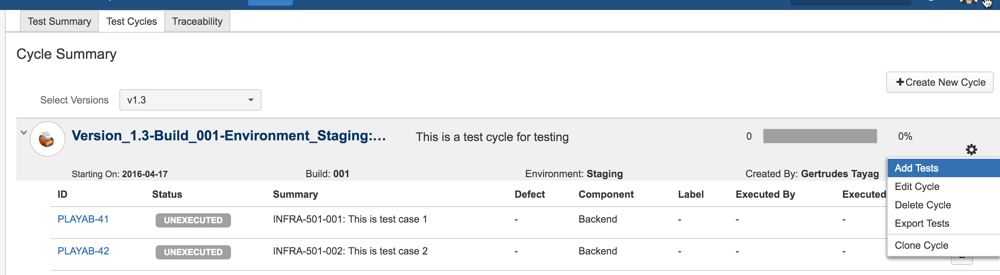 Test Summary Test Cycles Traceability
Cycle Summary
+Create New Cycle
Select Versions v1.3
Version_1.3-Build_001-Environment_Staging:... This is a test cycle for testing 0 0%
Starting On: 2016-04-17 Build: 001 Environment: Staging Created By: Gertrudes Tayag
Add Tests
Edit Cycle
Delete Cycle
Export Tests
Clone Cycle
ID Status Summary Defect Component Label Executed By Executed
PLAYAB-41 UNEXECUTED INFRA-501-001: This is test case 1 - Backend - - -
PLAYAB-42 UNEXECUTED INFRA-501-002: This is test case 2 - Backend - - -